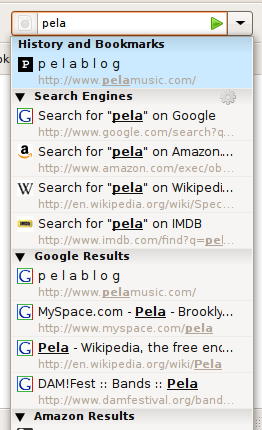 pela
History and Bookmarks
p e l a b l o g
http://www.pelamusic.com/
Search Engines
Search for "pela" on Google
http://www.google.com/search?q...
Search for "pela" on Amazon....
http://www.amazon.com/exec/ob...
Search for "pela" on Wikipedi...
http://en.wikipedia.org/wiki/Spec...
Search for "pela" on IMDB
http://www.imdb.com/find?q=pel...
Google Results
p e l a b l o g
http://www.pelamusic.com/
MySpace.com - Pela - Brookly...
http://www.myspace.com/pela
Pela - Wikipedia, the free enc...
http://en.wikipedia.org/wiki/Pela
DAM!Fest :: Bands :: Pela
http://www.damfestival.org/band...
Amazon Results